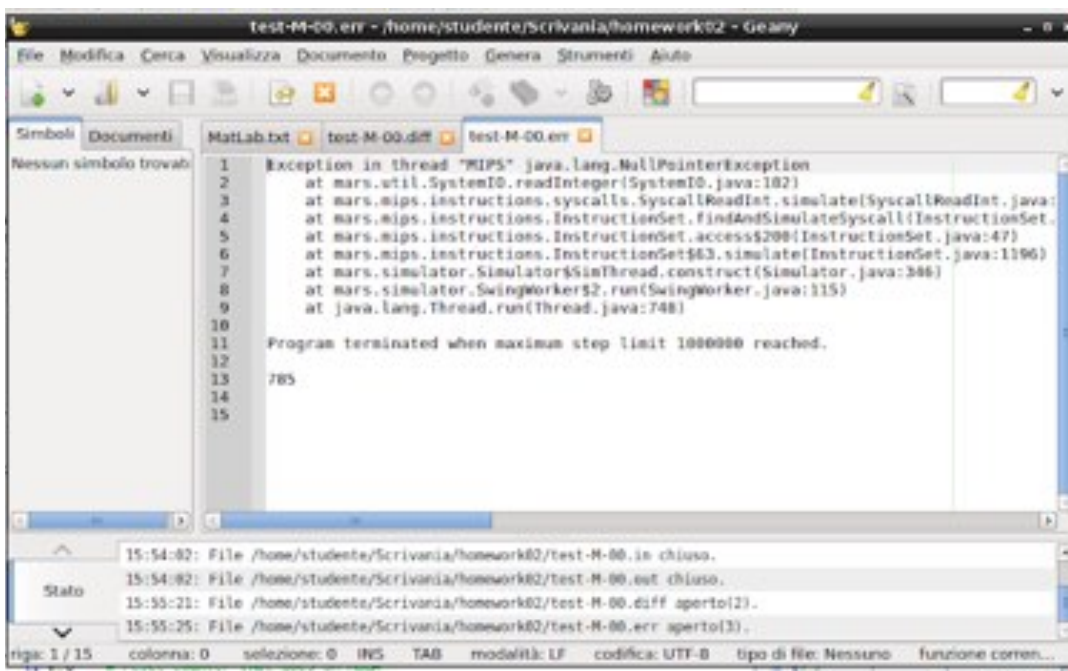 test-M-00.err - /home/studente/Scrivania/homework02 - Geany
File Modifica Cerca Visualizza Documento Progetto Genera Strumenti Aiuto
Simboli Documenti MatLab.txt test-M-00.diff test-M-00.err
Nessun simbolo trovati
1 Exception in thread "MIPS" java.lang.NullPointerException
2 at mars.util.SystemIO.readInteger(SystemIO.java:182)
3 at mars.mips.instructions.syscalls.SyscallReadInt.simulate(SyscallReadInt.java:
4 at mars.mips.instructions.InstructionSet.findAndSimulateSyscall(InstructionSet.
5 at mars.mips.instructions.InstructionSet.access$200(InstructionSet.java:47)
6 at mars.mips.instructions.InstructionSet$63.simulate(InstructionSet.java:1196)
7 at mars.simulator.Simulator$SimThread.construct(Simulator.java:346)
8 at mars.simulator.SwingWorker$2.run(SwingWorker.java:115)
9 at java.lang.Thread.run(Thread.java:748)
10
11 Program terminated when maximum step limit 1000000 reached.
12
13 785
14
15
15:54:02: File /home/studente/Scrivania/homework02/test-M-00.in chiuso.
Stato
15:54:02: File /home/studente/Scrivania/homework02/test-M-00.out chiuso.
15:55:21: File /home/studente/Scrivania/homework02/test-M-00.diff aperto(2).
15:55:25: File /home/studente/Scrivania/homework02/test-M-00.err aperto(3).
riga: 1 / 15 colonna: 0 selezione: 0 INS TAB modalità: LF codifica: UTF-8 tipo di file: Nessuno funzione corren...